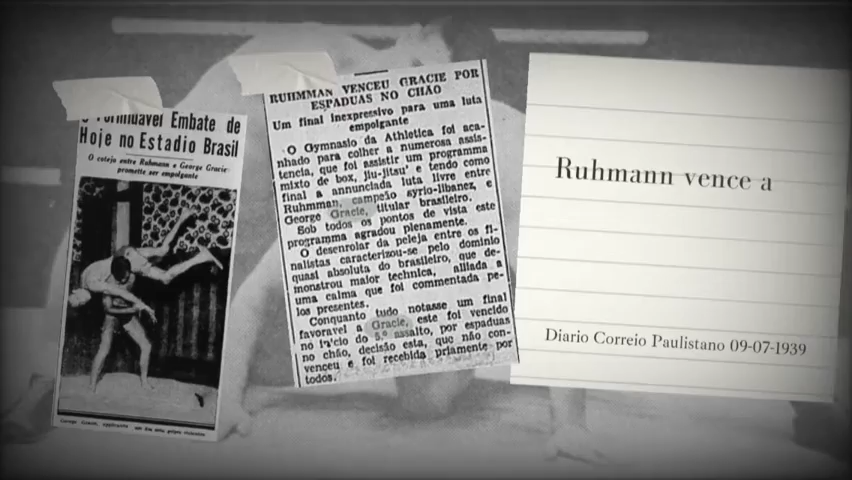 O Formidavel Embate de
Hoje no Estadio Brasil
O cotejo entre Ruhmann e George Gracie
promette ser empolgante
RUHMMAN VENCEU GRACIE POR
ESPADUAS NO CHÃO
Um final inexpressivo para uma luta
empolgante
O Gymnasio da Athletica foi aca-
nhado para colher a numerosa assis-
tencia, que foi assistir um programma
mixto de box, jiu-jitsu' e tendo como
final a annunciada luta livre entre
Ruhmman, campeão syrio-libanez, e
George Gracie, titular brasileiro.
Sob todos os pontos de vista este
programma agradou plenamente.
O desenrolar da peleja entre os fi-
nalistas caracterizou-se pelo dominio
quasi absoluta do brasileiro, que de-
monstrou maior technica, alliada a
uma calma que foi commentada pe-
los presentes.
Conquanto tudo notasse um final
favoravel a Gracie, este foi vencido
no inicio do 5.º assalto, por espaduas
no chão, decisão esta, que não con-
venceu e foi recebida friamente por
todos.
George Gracie,
Ruhmann vence a
Diario Correio Paulistano 09-07-1939